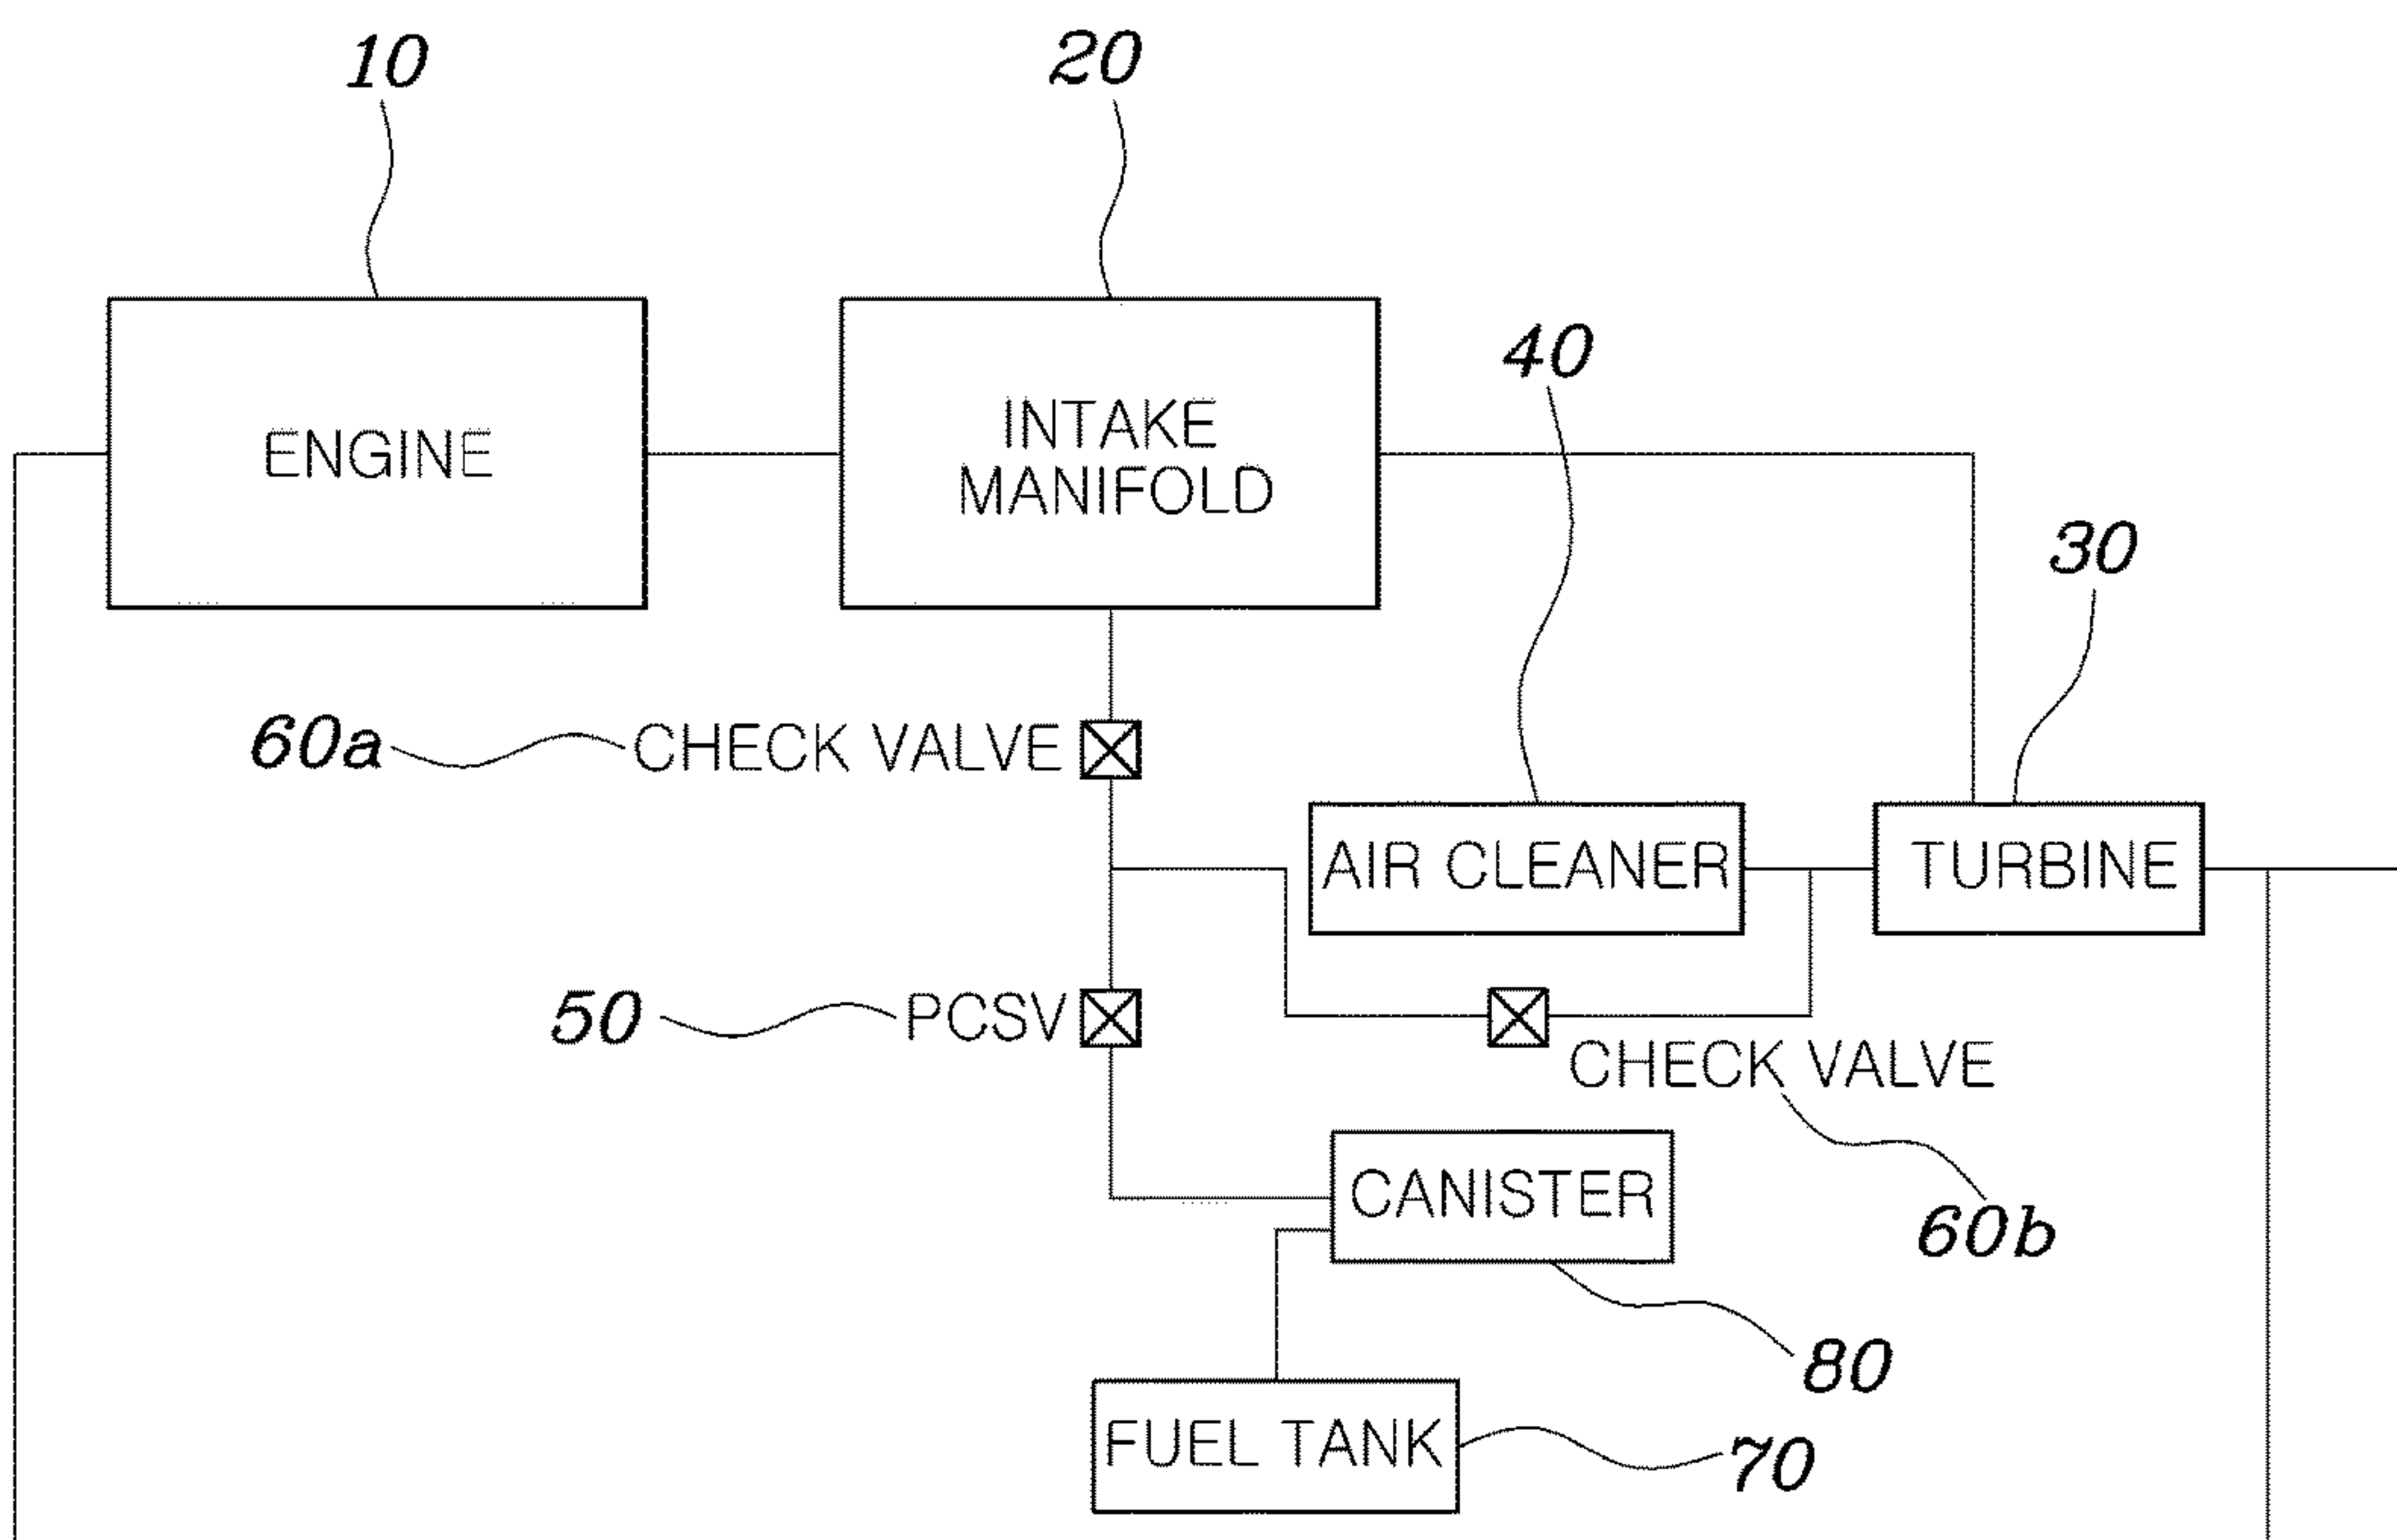 10
20
ENGINE
INTAKE
MANIFOLD
40
30
60a
CHECK VALVE
AIR CLEANER
TURBINE
50
PCSV
CHECK VALVE
60b
CANISTER
80
FUEL TANK
70